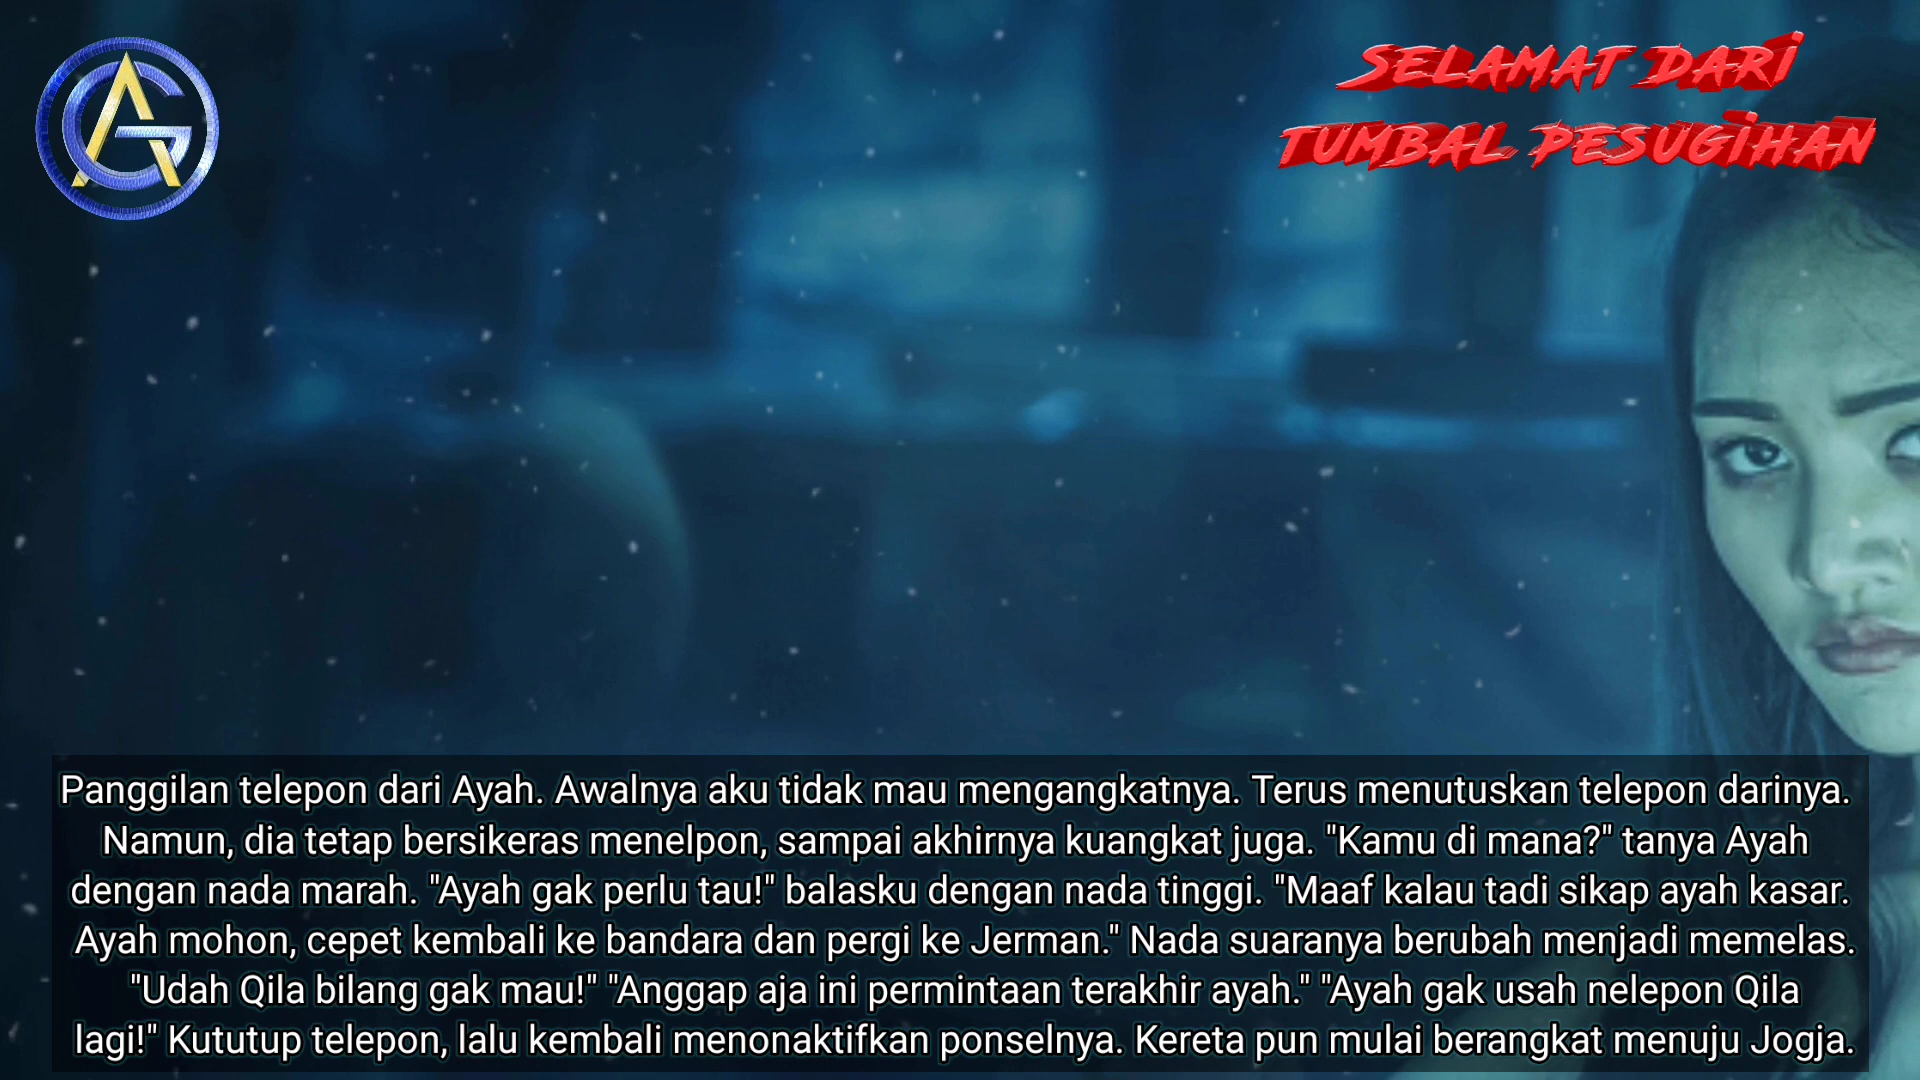 SELAMAT DARI
TUMBAL PESUGIHAN
Panggilan telepon dari Ayah. Awalnya aku tidak mau mengangkatnya. Terus menutuskan telepon darinya.
Namun, dia tetap bersikeras menelpon, sampai akhirnya kuangkat juga. "Kamu di mana?" tanya Ayah
dengan nada marah. "Ayah gak perlu tau!" balasku dengan nada tinggi. "Maaf kalau tadi sikap ayah kasar.
Ayah mohon, cepet kembali ke bandara dan pergi ke Jerman." Nada suaranya berubah menjadi memelas.
"Udah Qila bilang gak mau!" "Anggap aja ini permintaan terakhir ayah." "Ayah gak usah nelepon Qila
lagi!" Kututup telepon, lalu kembali menonaktifkan ponselnya. Kereta pun mulai berangkat menuju Jogja.